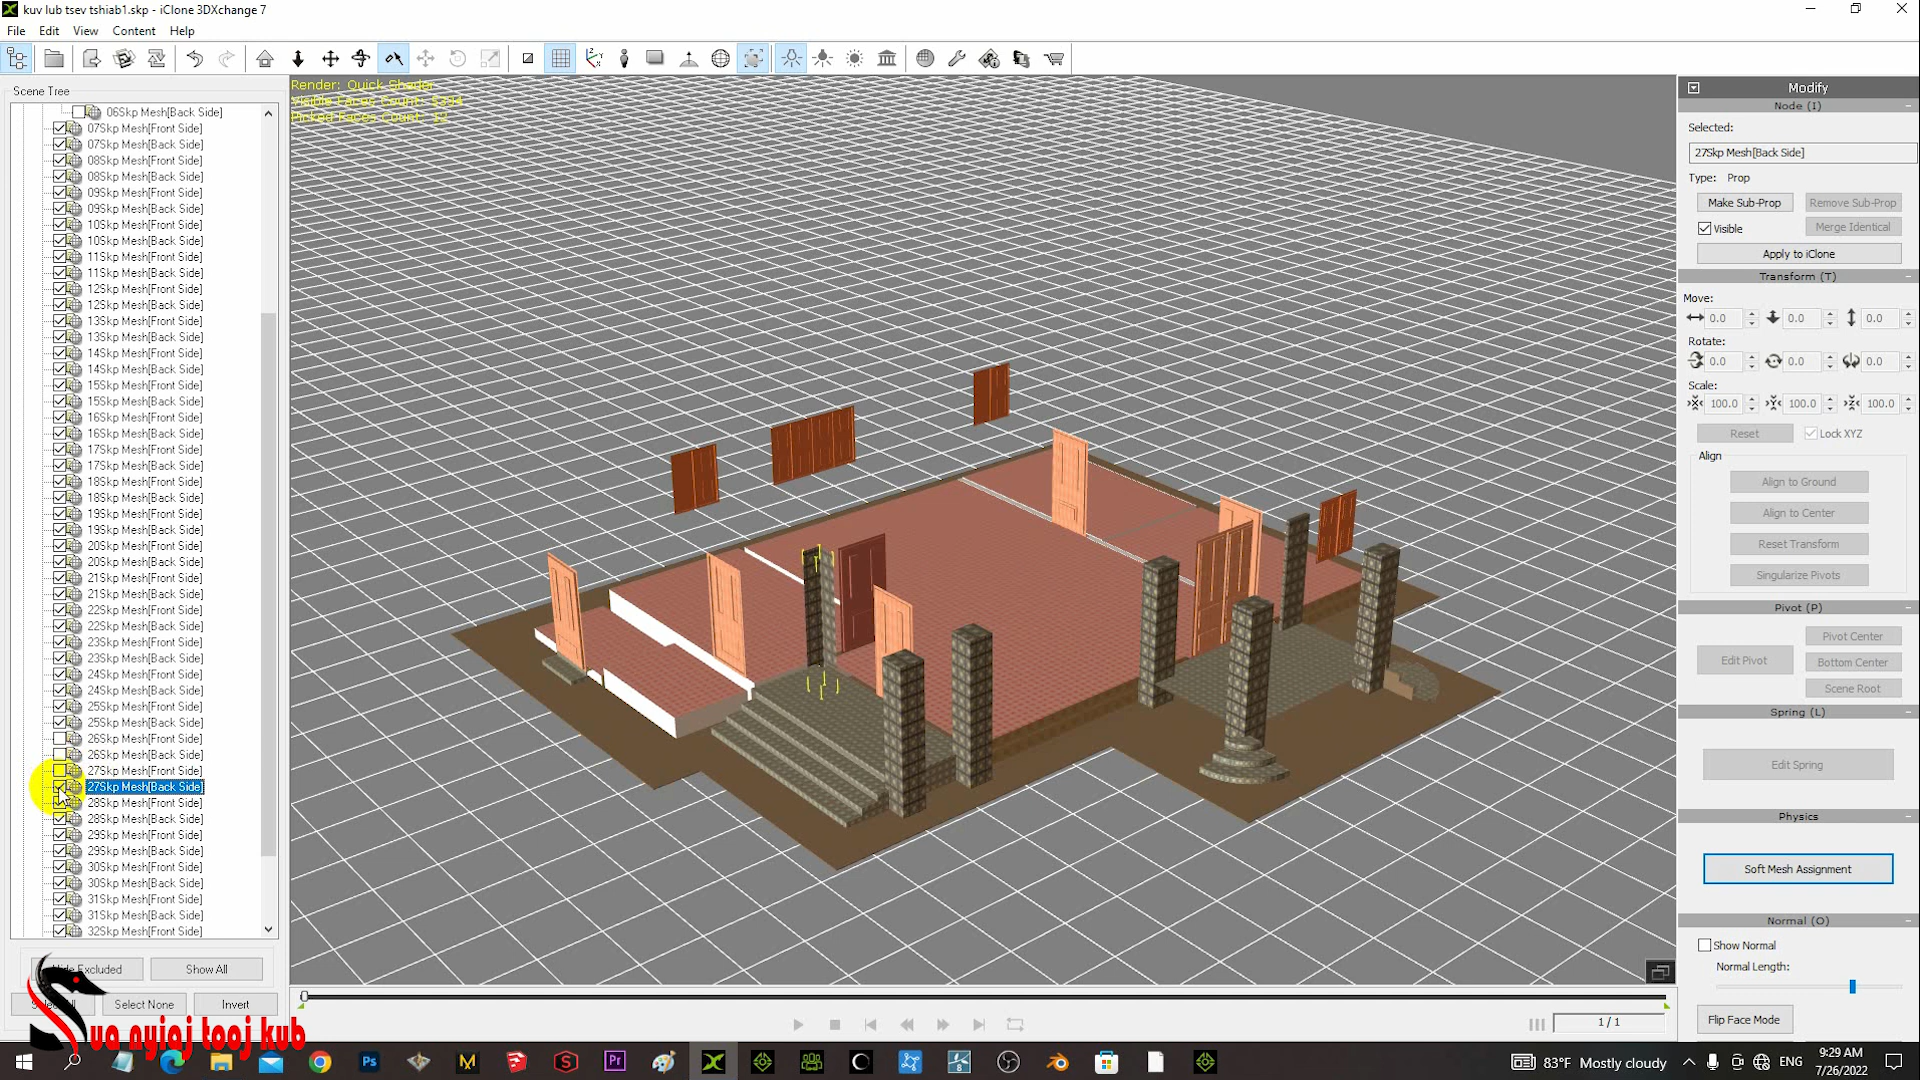 kuv lub tsev tshiab1.skp - iClone 3DXchange 7
File Edit View Content Help
Scene Tree
06Skp Mesh[Back Side]
07Skp Mesh[Front Side]
07Skp Mesh[Back Side]
08Skp Mesh[Front Side]
08Skp Mesh[Back Side]
09Skp Mesh[Front Side]
09Skp Mesh[Back Side]
10Skp Mesh[Front Side]
10Skp Mesh[Back Side]
11Skp Mesh[Front Side]
11Skp Mesh[Back Side]
12Skp Mesh[Front Side]
12Skp Mesh[Back Side]
13Skp Mesh[Front Side]
13Skp Mesh[Back Side]
14Skp Mesh[Front Side]
14Skp Mesh[Back Side]
15Skp Mesh[Front Side]
15Skp Mesh[Back Side]
16Skp Mesh[Front Side]
16Skp Mesh[Back Side]
17Skp Mesh[Front Side]
17Skp Mesh[Back Side]
18Skp Mesh[Front Side]
18Skp Mesh[Back Side]
19Skp Mesh[Front Side]
19Skp Mesh[Back Side]
20Skp Mesh[Front Side]
20Skp Mesh[Back Side]
21Skp Mesh[Front Side]
21Skp Mesh[Back Side]
22Skp Mesh[Front Side]
22Skp Mesh[Back Side]
23Skp Mesh[Front Side]
23Skp Mesh[Back Side]
24Skp Mesh[Front Side]
24Skp Mesh[Back Side]
25Skp Mesh[Front Side]
25Skp Mesh[Back Side]
26Skp Mesh[Front Side]
26Skp Mesh[Back Side]
27Skp Mesh[Front Side]
27Skp Mesh[Back Side]
28Skp Mesh[Front Side]
28Skp Mesh[Back Side]
29Skp Mesh[Front Side]
29Skp Mesh[Back Side]
30Skp Mesh[Front Side]
30Skp Mesh[Back Side]
31Skp Mesh[Front Side]
31Skp Mesh[Back Side]
32Skp Mesh[Front Side]
Excluded Show All
Select None Invert
ua nyiaj tooj kub
Render: Quick Shader
Visible Faces Count:
Picked Faces Count: 12
1 / 1
Modify
Node (I)
Selected:
27Skp Mesh[Back Side]
Type: Prop
Make Sub-Prop Remove Sub-Prop
Visible Merge Identical
Apply to iClone
Transform (T)
Move:
0.0 0.0 0.0
Rotate:
0.0 0.0 0.0
Scale:
100.0 100.0 100.0
Reset Lock XYZ
Align
Align to Ground
Align to Center
Reset Transform
Singularize Pivots
Pivot (P)
Pivot Center
Edit Pivot
Bottom Center
Scene Root
Spring (L)
Edit Spring
Physics
Soft Mesh Assignment
Normal (O)
Show Normal
Normal Length:
Flip Face Mode
Ps
Pr
83°F Mostly cloudy
ENG
9:29 AM
7/26/2022